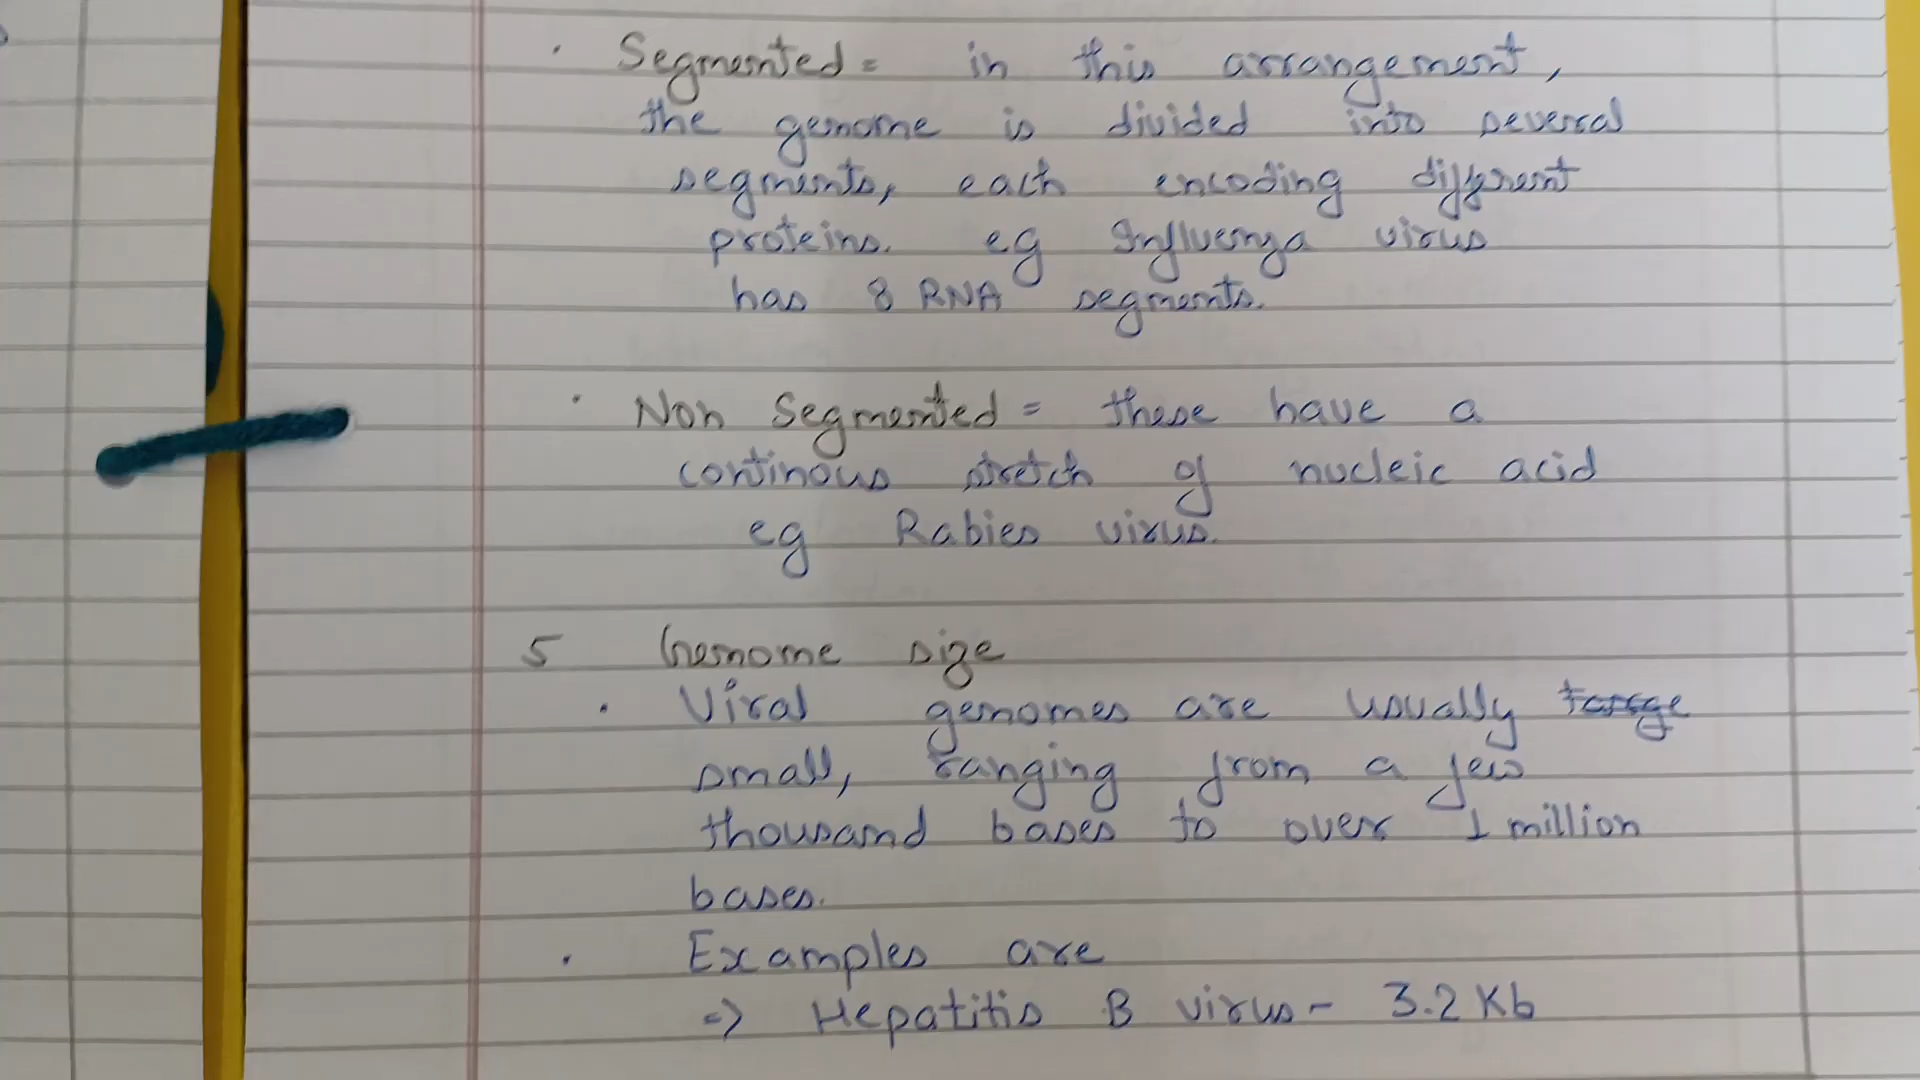 · Segmented = in this arrangement,
the genome is divided into several
segments, each encoding different
proteins. eg Influenza virus
has 8 RNA segments.
· Non Segmented = these have a
continous stretch of nucleic acid
eg Rabies virus.
5 Genome size
· Viral genomes are usually large
small, ranging from a few
thousand bases to over 1 million
bases.
· Examples are
=> Hepatitis B virus - 3.2 Kb